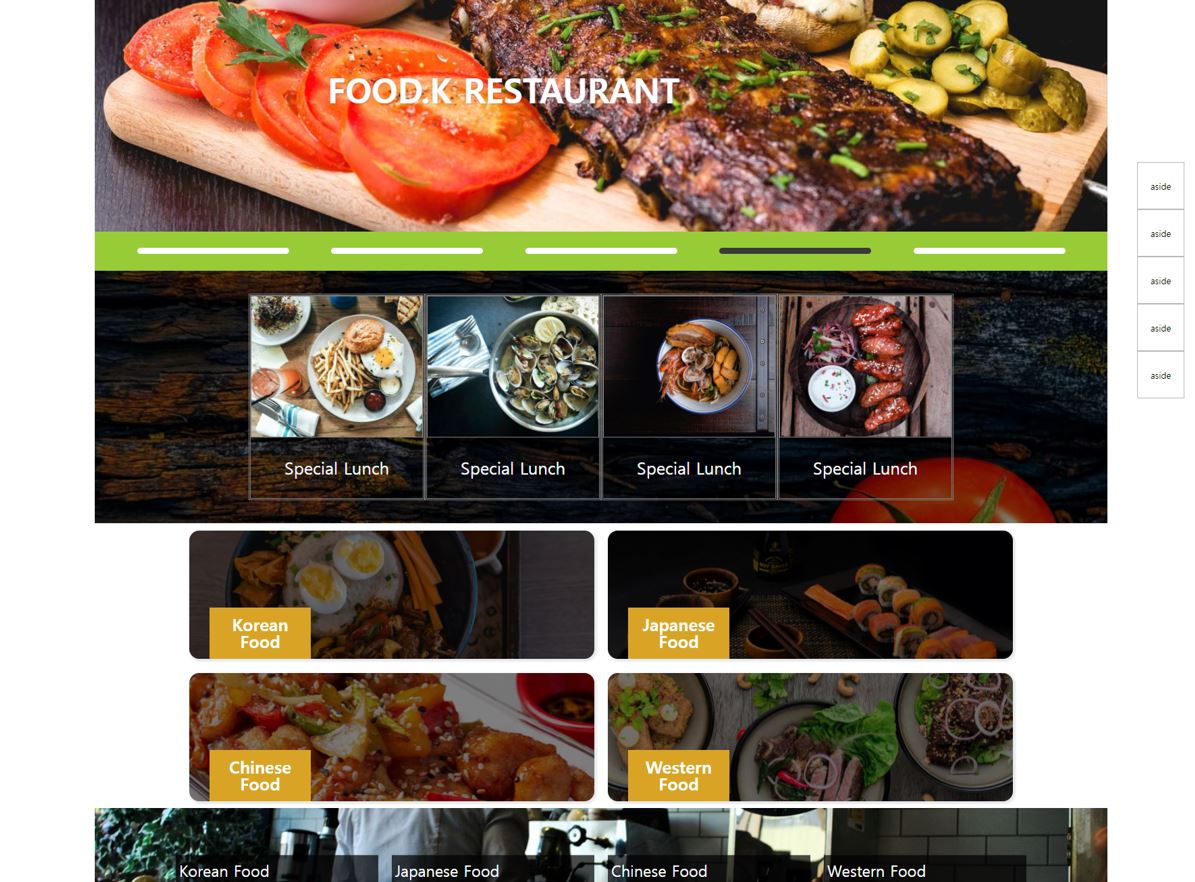 FOOD.K RESTAURANT
aside
aside
aside
aside
aside
Special Lunch
Special Lunch
Special Lunch
Special Lunch
Korean
Food
Japanese
Food
Chinese
Food
Western
Food
Korean Food
Japanese Food
Chinese Food
Western Food